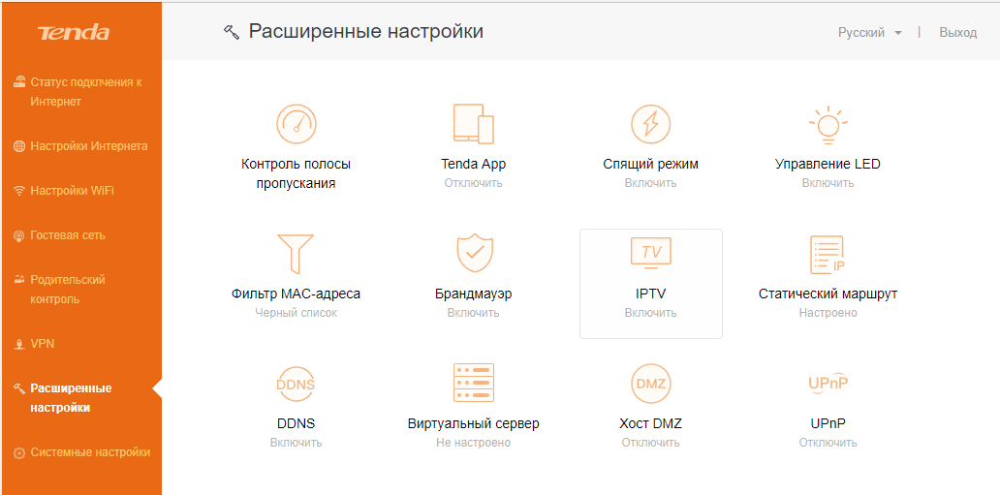 Tenda
Расширенные настройки
Русский
|
Выход
Статус подклчения к
Интернет
Настройки Интернета
Настройки WiFi
Гостевая сеть
Родительский
контроль
VPN
Расширенные
настройки
Системные настройки
Контроль полосы
пропускания
Tenda App
Отключить
Спящий режим
Включить
Управление LED
Включить
Фильтр MAC-адреса
Черный список
Брандмауэр
Включить
TV
IPTV
Включить
IP
Статический маршрут
Настроено
DDNS
DDNS
Включить
Виртуальный сервер
Не настроено
DMZ
Хост DMZ
Отключить
UPnP
UPnP
Отключить